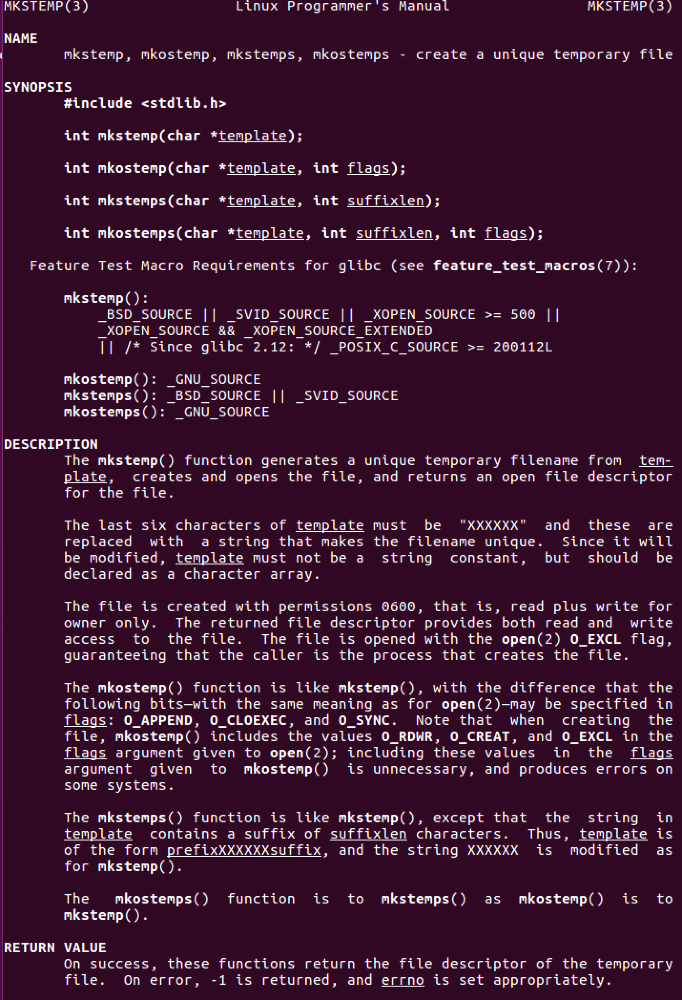 MKSTEMP(3) Linux Programmer's Manual MKSTEMP(3)
NAME
mkstemp, mkostemp, mkstemps, mkostemps - create a unique temporary file
SYNOPSIS
#include <stdlib.h>
int mkstemp(char *template);
int mkostemp(char *template, int flags);
int mkstemps(char *template, int suffixlen);
int mkostemps(char *template, int suffixlen, int flags);
Feature Test Macro Requirements for glibc (see feature_test_macros(7)):
mkstemp():
_BSD_SOURCE || _SVID_SOURCE || _XOPEN_SOURCE >= 500 ||
_XOPEN_SOURCE && _XOPEN_SOURCE_EXTENDED
|| /* Since glibc 2.12: */ _POSIX_C_SOURCE >= 200112L
mkostemp(): _GNU_SOURCE
mkstemps(): _BSD_SOURCE || _SVID_SOURCE
mkostemps(): _GNU_SOURCE
DESCRIPTION
The mkstemp() function generates a unique temporary filename from tem-
plate, creates and opens the file, and returns an open file descriptor
for the file.
The last six characters of template must be "XXXXXX" and these are
replaced with a string that makes the filename unique. Since it will
be modified, template must not be a string constant, but should be
declared as a character array.
The file is created with permissions 0600, that is, read plus write for
owner only. The returned file descriptor provides both read and write
access to the file. The file is opened with the open(2) O_EXCL flag,
guaranteeing that the caller is the process that creates the file.
The mkostemp() function is like mkstemp(), with the difference that the
following bits—with the same meaning as for open(2)—may be specified in
flags: O_APPEND, O_CLOEXEC, and O_SYNC. Note that when creating the
file, mkostemp() includes the values O_RDWR, O_CREAT, and O_EXCL in the
flags argument given to open(2); including these values in the flags
argument given to mkostemp() is unnecessary, and produces errors on
some systems.
The mkstemps() function is like mkstemp(), except that the string in
template contains a suffix of suffixlen characters. Thus, template is
of the form prefixXXXXXXsuffix, and the string XXXXXX is modified as
for mkstemp().
The mkostemps() function is to mkstemps() as mkostemp() is to
mkstemp().
RETURN VALUE
On success, these functions return the file descriptor of the temporary
file. On error, -1 is returned, and errno is set appropriately.